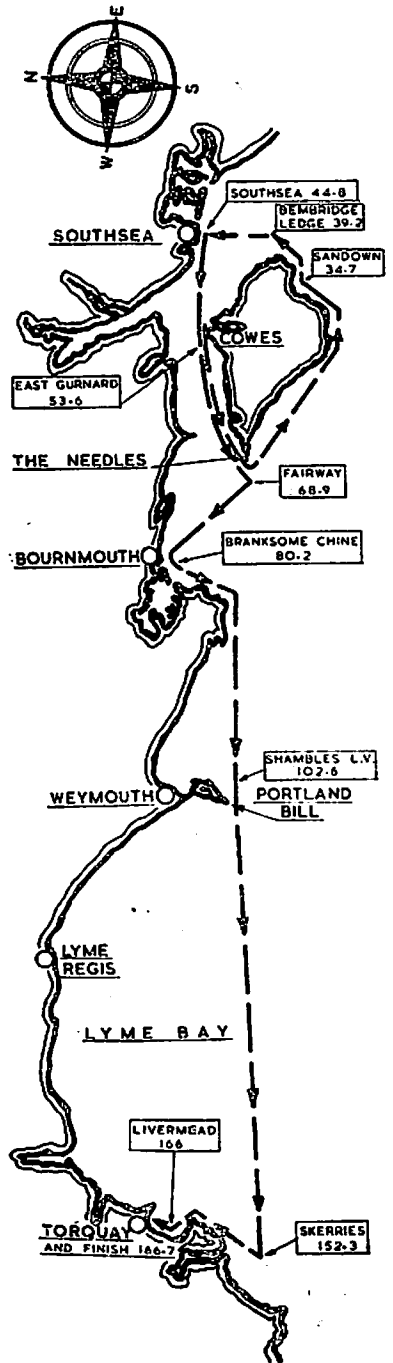 E
N
S
W
SOUTHSEA 44-8
BEMBRIDGE
LEDGE 39-2
SOUTHSEA
SANDOWN
34-7
COWES
EAST GURNARD
53-6
THE NEEDLES
FAIRWAY
68-9
BRANKSOME CHINE
80-2
BOURNMOUTH
SHAMBLES L.V.
102-6
WEYMOUTH
PORTLAND
BILL
LYME
REGIS
LYME BAY
LIVERMEAD
166
TORQUAY
AND FINISH 166-7
SKERRIES
152-3